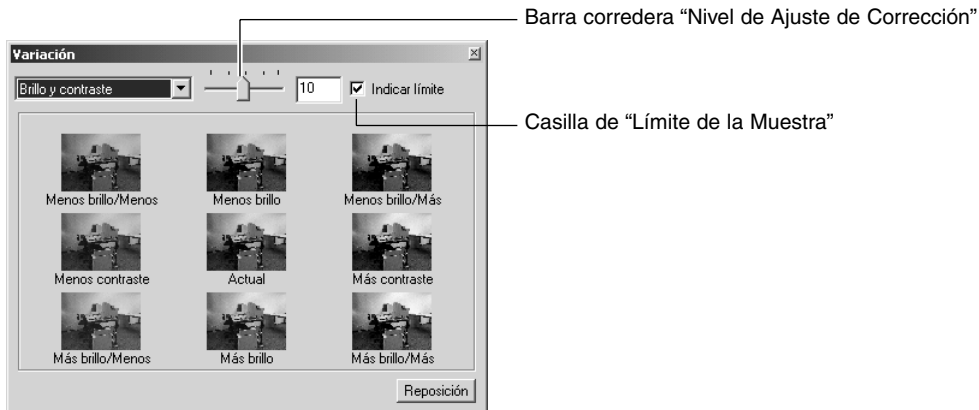 Barra corredera “Nivel de Ajuste de Corrección”
Variación
Brillo y contraste
10
Indicar límite
Casilla de “Límite de la Muestra”
Menos brillo/Menos
Menos brillo
Menos brillo/Más
Menos contraste
Actual
Más contraste
Más brillo/Menos
Más brillo
Más brillo/Más
Reposición